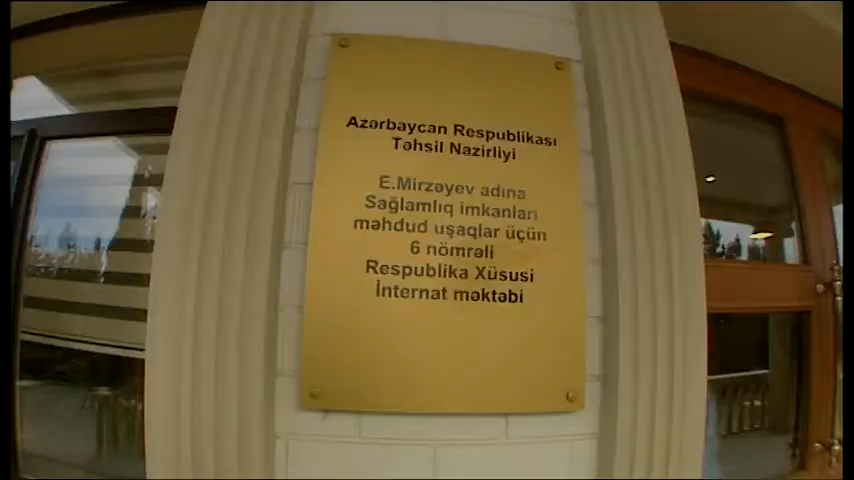 Azərbaycan Respublikası
Təhsil Nazirliyi
E.Mirzəyev adına
Sağlamlıq imkanları
məhdud uşaqlar üçün
6 nömrəli
Respublika Xüsusi
İnternat məktəbi